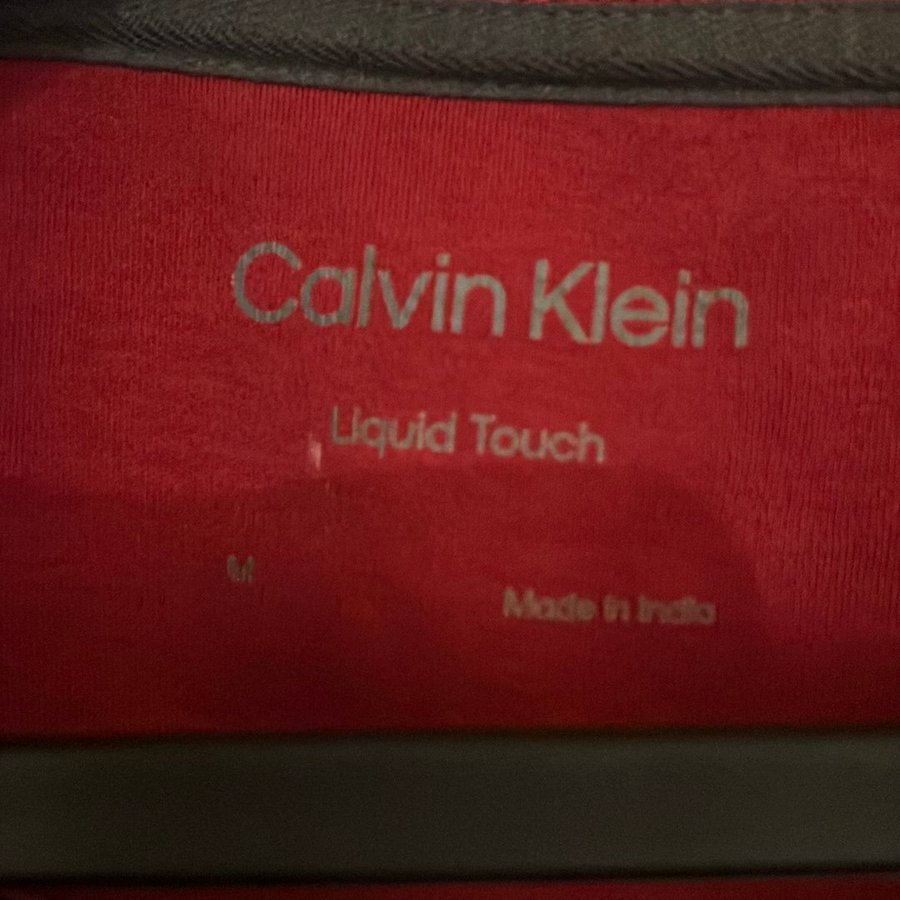 Calvin Klein
Liquid Touch
M
Made in India